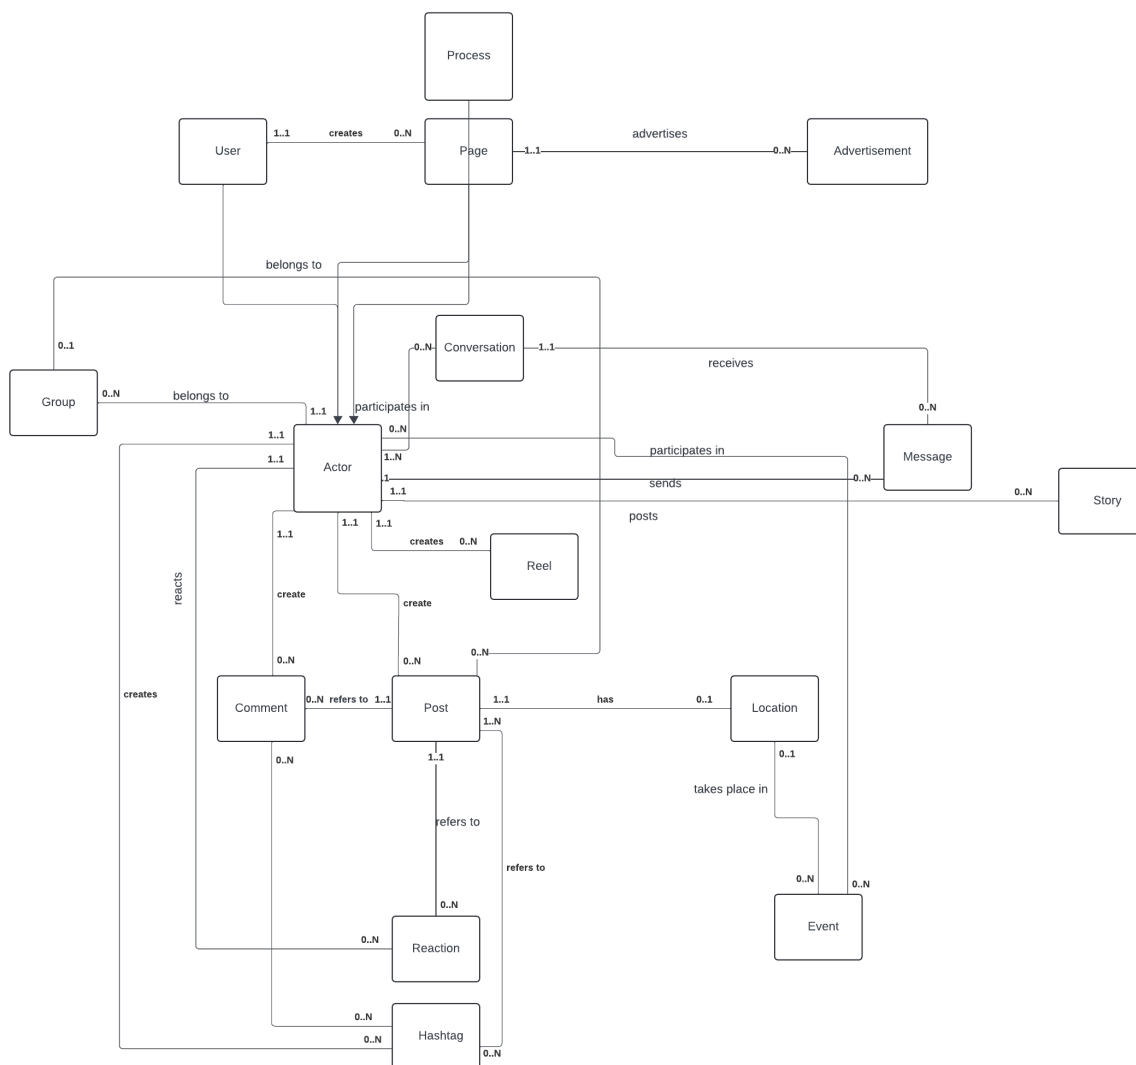 Process
User
1..1
creates
0..N
Page
1..1
advertises
0..N
Advertisement
belongs to
0..1
0..N
Conversation
1..1
receives
0..N
Group
0..N
belongs to
1..1
participates in
1..1
0..N
participates in
Message
1..1
Actor
1..N
.1
sends
0..N
1..1
posts
0..N
Story
1..1
1..1
1..1
creates
0..N
Reel
reacts
create
create
0..N
0..N
0..N
creates
Comment
0..N
refers to
1..1
Post
1..1
has
0..1
Location
1..N
0..N
1..1
0..1
takes place in
refers to
refers to
0..N
0..N
0..N
Event
0..N
Reaction
0..N
0..N
Hashtag
0..N